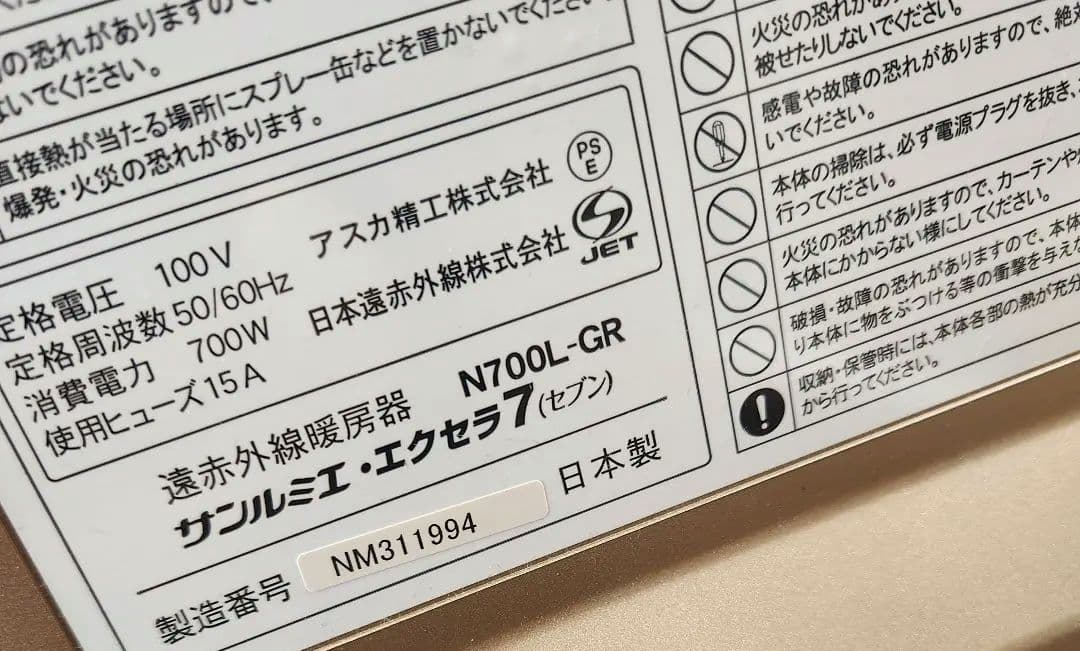 の恐れがありますので、
ないでください。
直接熱が当たる場所にスプレー缶などを置かないでください。
爆発・火災の恐れがあります。
定格電圧 100V
定格周波数 50/60Hz
消費電力 700W
使用ヒューズ 15A
アスカ精工株式会社
日本遠赤外線株式会社
PS
E
JET
遠赤外線暖房器 N700L-GR
サンルミエ・エクセラ7(セブン)
日本製
製造番号 NM311994
火災の恐れがあ
被せたりしないでください。
感電や故障の恐れがありますので、絶対
いでください。
本体の掃除は、必ず電源プラグを抜き、
行ってください。
火災の恐れがありますので、カーテンや
本体にかからない様にしてください。
破損・故障の恐れがありますので、本体
り本体に物をぶつける等の衝撃を与え
収納・保管時には、本体各部の熱が充分
から行ってください。